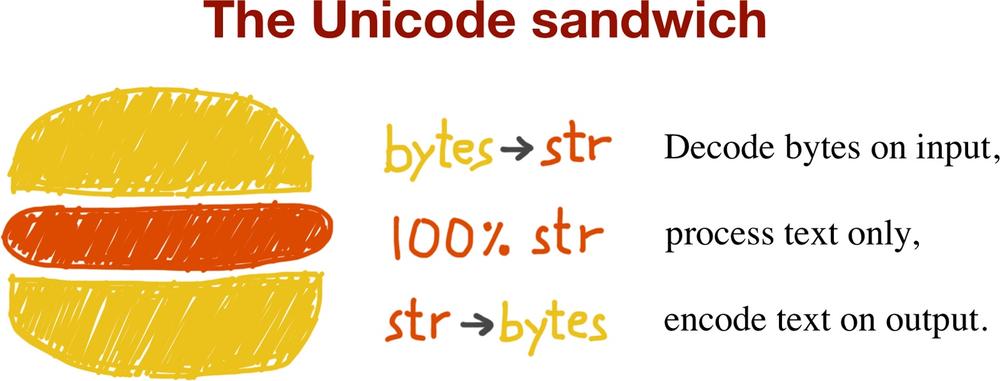 The Unicode sandwich
bytes → str Decode bytes on input,
100% str process text only,
str → bytes encode text on output.